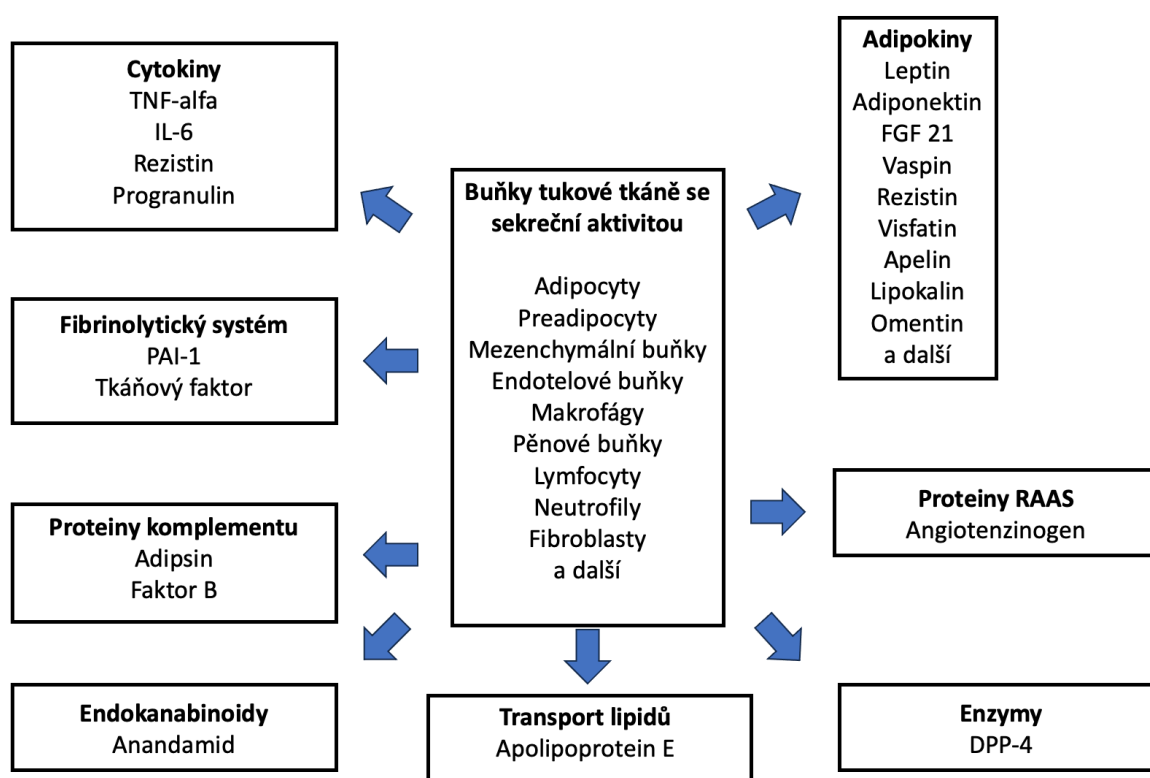 Cytokiny
TNF-alfa
IL-6
Rezistin
Progranulin
Fibrinolytický systém
PAI-1
Tkáňový faktor
Proteiny komplementu
Adipsin
Faktor B
Endokanabinoidy
Anandamid
Buňky tukové tkáně se
sekreční aktivitou
Adipocyty
Preadipocyty
Mezenchymální buňky
Endotelové buňky
Makrofágy
Pěnové buňky
Lymfocyty
Neutrofily
Fibroblasty
a další
Transport lipidů
Apolipoprotein E
Adipokiny
Leptin
Adiponektin
FGF 21
Vaspin
Rezistin
Visfatin
Apelin
Lipokalin
Omentin
a další
Proteiny RAAS
Angiotenzinogen
Enzymy
DPP-4